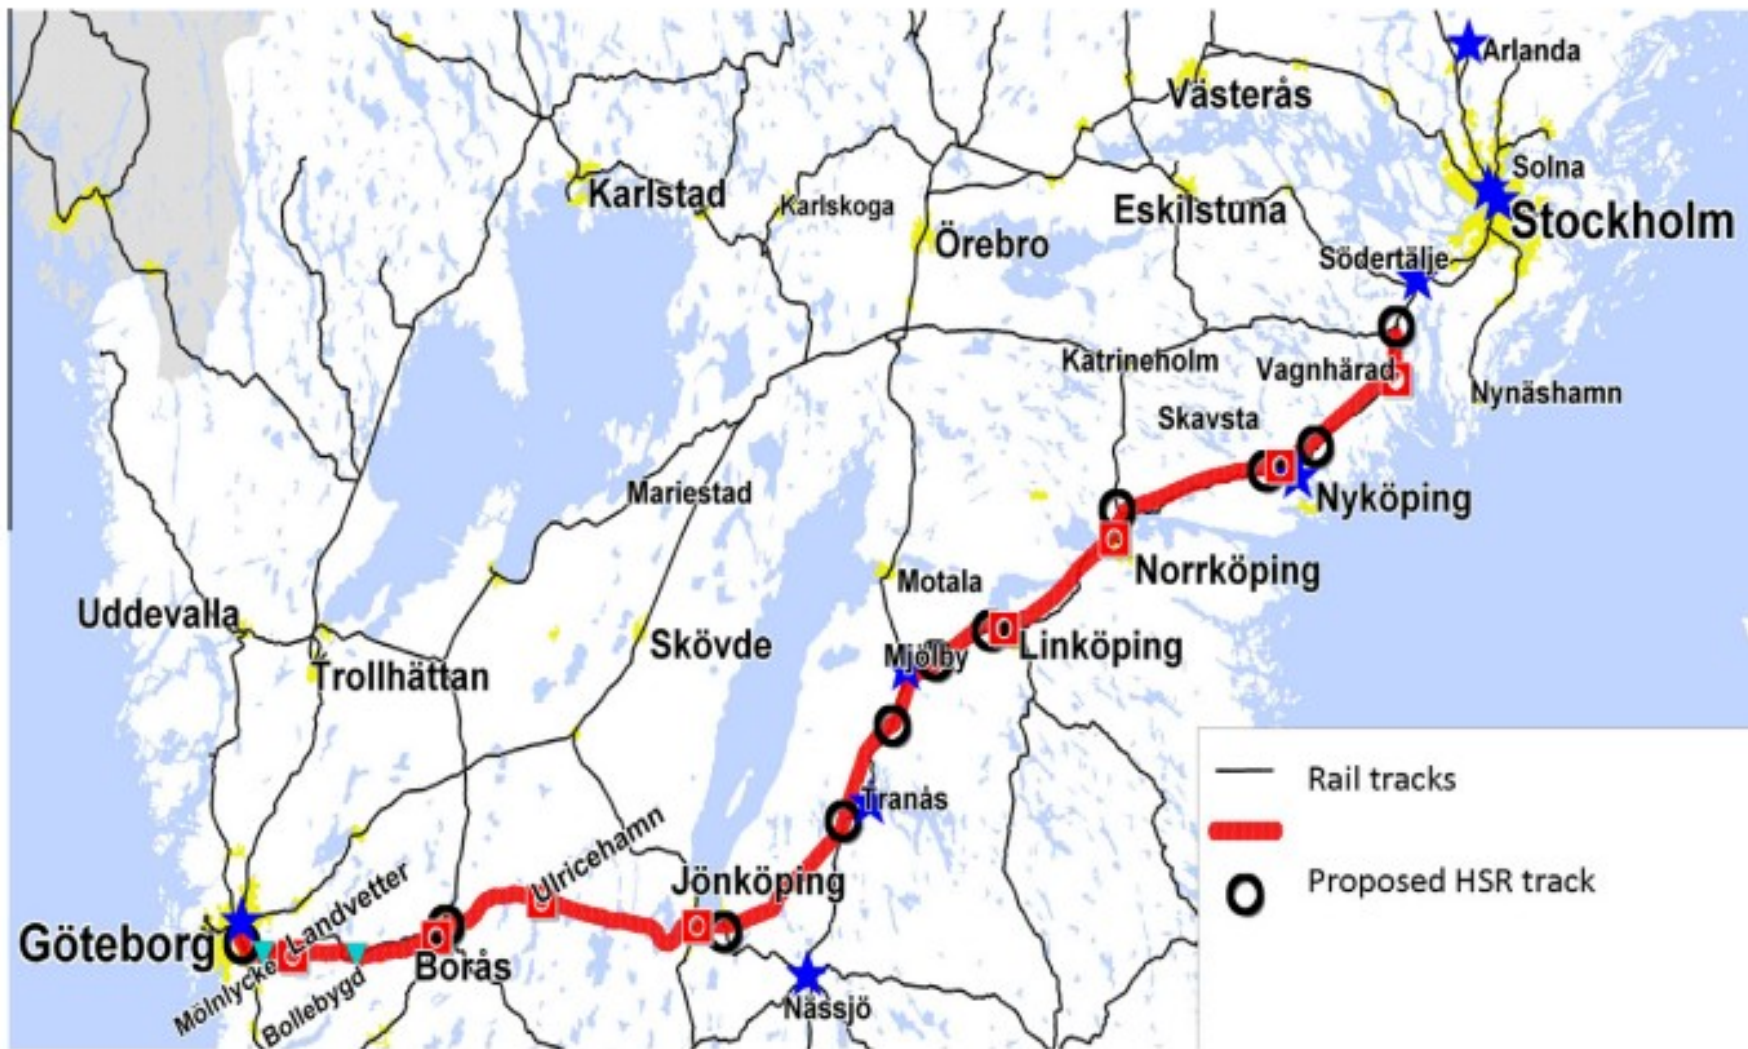 Arlanda
Västerås
Solna
Karlstad
Karlskoga
Eskilstuna
Stockholm
Örebro
Södertälje
Katrineholm
Vagnhärad
Nynäshamn
Skavsta
Mariestad
Nyköping
Norrköping
Motala
Uddevalla
Skövde
Mjölby
Linköping
Trollhättan
Rail tracks
Tranås
Ulricehamn
Jönköping
Proposed HSR track
Landvetter
Göteborg
Borås
Mölnlycke
Bollebygd
Nässjö